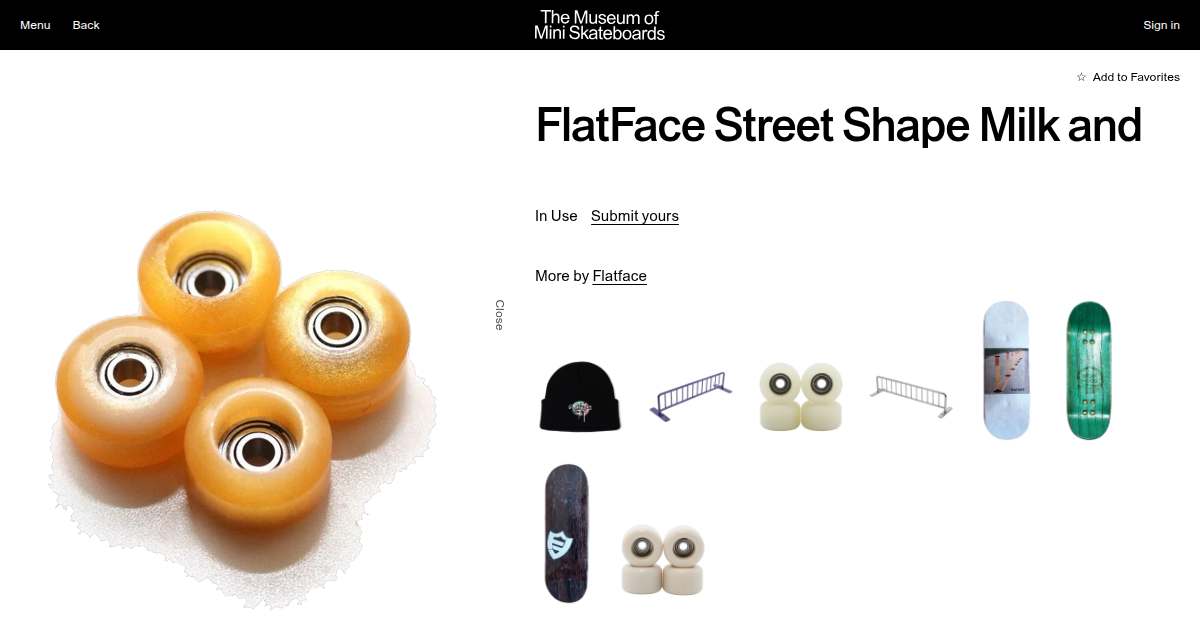 Menu
Back
The Museum of
Mini Skateboards
Sign in
☆ Add to Favorites
FlatFace Street Shape Milk and
In Use Submit yours
More by Flatface
Close